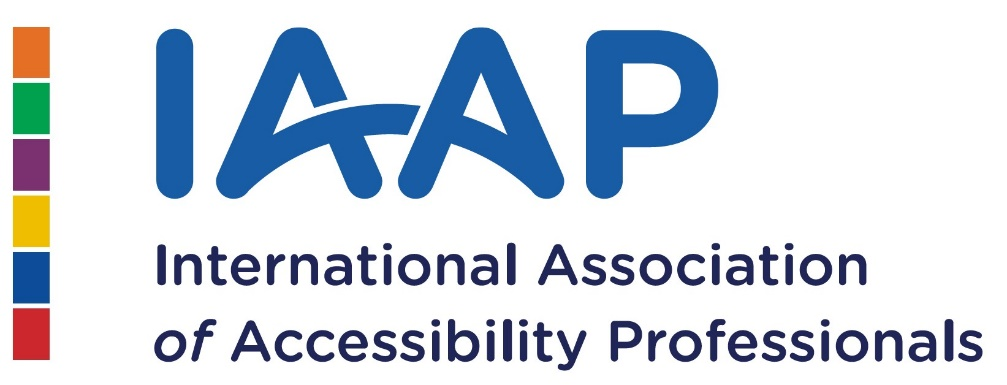 IAAP
International Association
of Accessibility Professionals